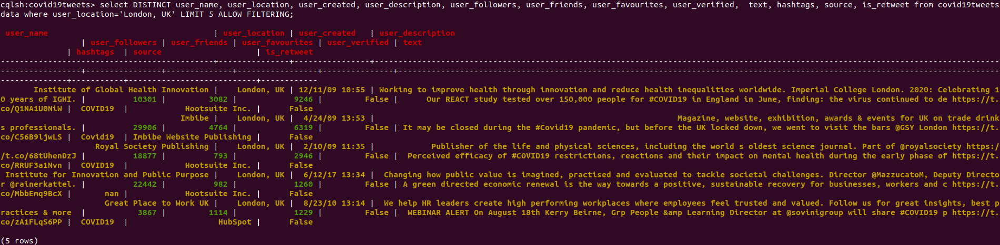 cqlsh:covid19tweets> select DISTINCT user_name, user_location, user_created, user_description, user_followers, user_friends, user_favourites, user_verified,  text, hashtags, source, is_retweet from covid19tweets
data where user_location='London, UK' LIMIT 5 ALLOW FILTERING;
user_name | user_location | user_created | user_description
| user_followers | user_friends | user_favourites | user_verified | text
| hashtags | source | is_retweet
---------------------------------------------+---------------+----------------+------------------------------------------------------------------------------------------------------------------------------------
-----------------+----------------+--------------+-----------------+---------------+-------------------------------------------------------------------------------------------------------------------------------
--------------+-----------+---------------------------+------------
Institute of Global Health Innovation | London, UK | 12/11/09 10:55 | Working to improve health through innovation and reduce health inequalities worldwide. Imperial College London. 2020: Celebrating 1
0 years of IGHI. | 10301 | 3082 | 9246 | False | Our REACT study tested over 150,000 people for #COVID19 in England in June, finding: the virus continued to de https://t.
co/Q1NA1U0NiW | COVID19 | Hootsuite Inc. | False
Imbibe | London, UK | 4/24/09 13:53 | Magazine, website, exhibition, awards & events for UK on trade drink
s professionals. | 29906 | 4764 | 6319 | False | It may be closed during the #Covid19 pandemic, but before the UK locked down, we went to visit the bars @GSY London https://t.
co/C56B9ljwLS | Covid19 | Imbibe Website Publishing | False
Royal Society Publishing | London, UK | 2/10/09 11:35 | Publisher of the life and physical sciences, including the world s oldest science journal. Part of @royalsociety https:/
/t.co/68tUhenDzJ | 18877 | 793 | 2946 | False | Perceived efficacy of #COVID19 restrictions, reactions and their impact on mental health during the early phase of https://t.
co/RRUF3a1Nvn | COVID19 | Hootsuite Inc. | False
Institute for Innovation and Public Purpose | London, UK | 6/12/17 13:34 | Changing how public value is imagined, practised and evaluated to tackle societal challenges. Director @MazzucatoM, Deputy Directo
r @rainerkattel. | 22442 | 982 | 1260 | False | A green directed economic renewal is the way towards a positive, sustainable recovery for businesses, workers and c https://t.
co/MbbEmq9BcX | nan | Hootsuite Inc. | False
Great Place to Work UK | London, UK | 8/23/10 13:14 | We help HR leaders create high performing workplaces where employees feel trusted and valued. Follow us for great insights, best p
ractices & more | 3867 | 1114 | 1229 | False | WEBINAR ALERT On August 18th Kerry Beirne, Grp People &amp Learning Director at @sovinigroup will share #COVID19 p https://t.
co/zA1FLqS6PP | COVID19 | HubSpot | False
(5 rows)